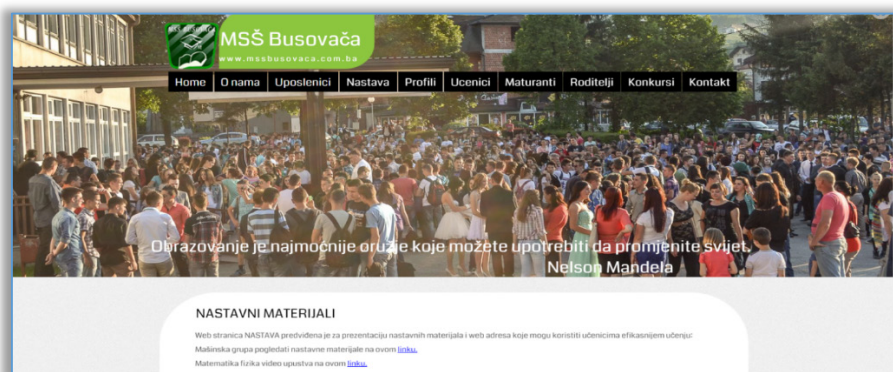 MSŠ BUSOVAČA
MSŠ Busovača
www.mssbusovaca.com.ba
Home O nama Uposlenici Nastava Profili Ucenici Maturanti Roditelji Konkursi Kontakt
Obrazovanje je najmoćnije oružje koje možete upotrebiti da promjenite svijet.
Nelson Mandela
NASTAVNI MATERIJALI
Web stranica NASTAVA predviđena je za prezentaciju nastavnih materijala i web adresa koje mogu koristiti učenicima efikasnijem učenju:
Mašinska grupa pogledati nastavne materijale na ovom linku.
Matematika fizika video upustva na ovom linku.